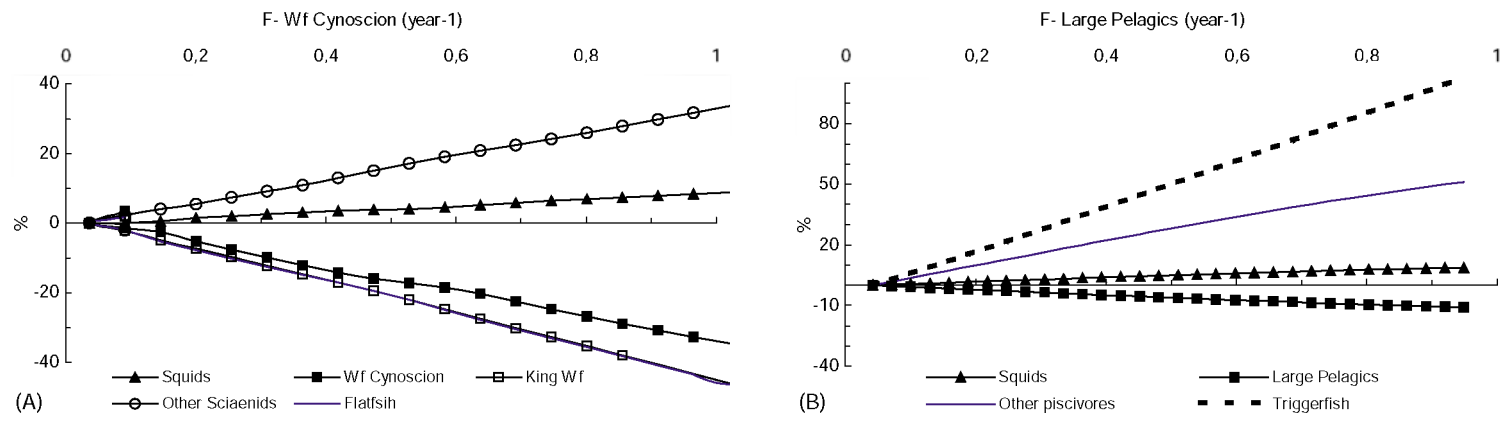 F- Wf Cynoscion (year-1)
0 0,2 0,4 0,6 0,8 1
40
20
0
-20
-40
%
Squids Wf Cynoscion King Wf
Other Sciaenids Flatfsih
(A)
F- Large Pelagics (year-1)
0 0,2 0,4 0,6 0,8 1
80
50
20
-10
-40
%
Squids Large Pelagics
Other piscivores Triggerfish
(B)